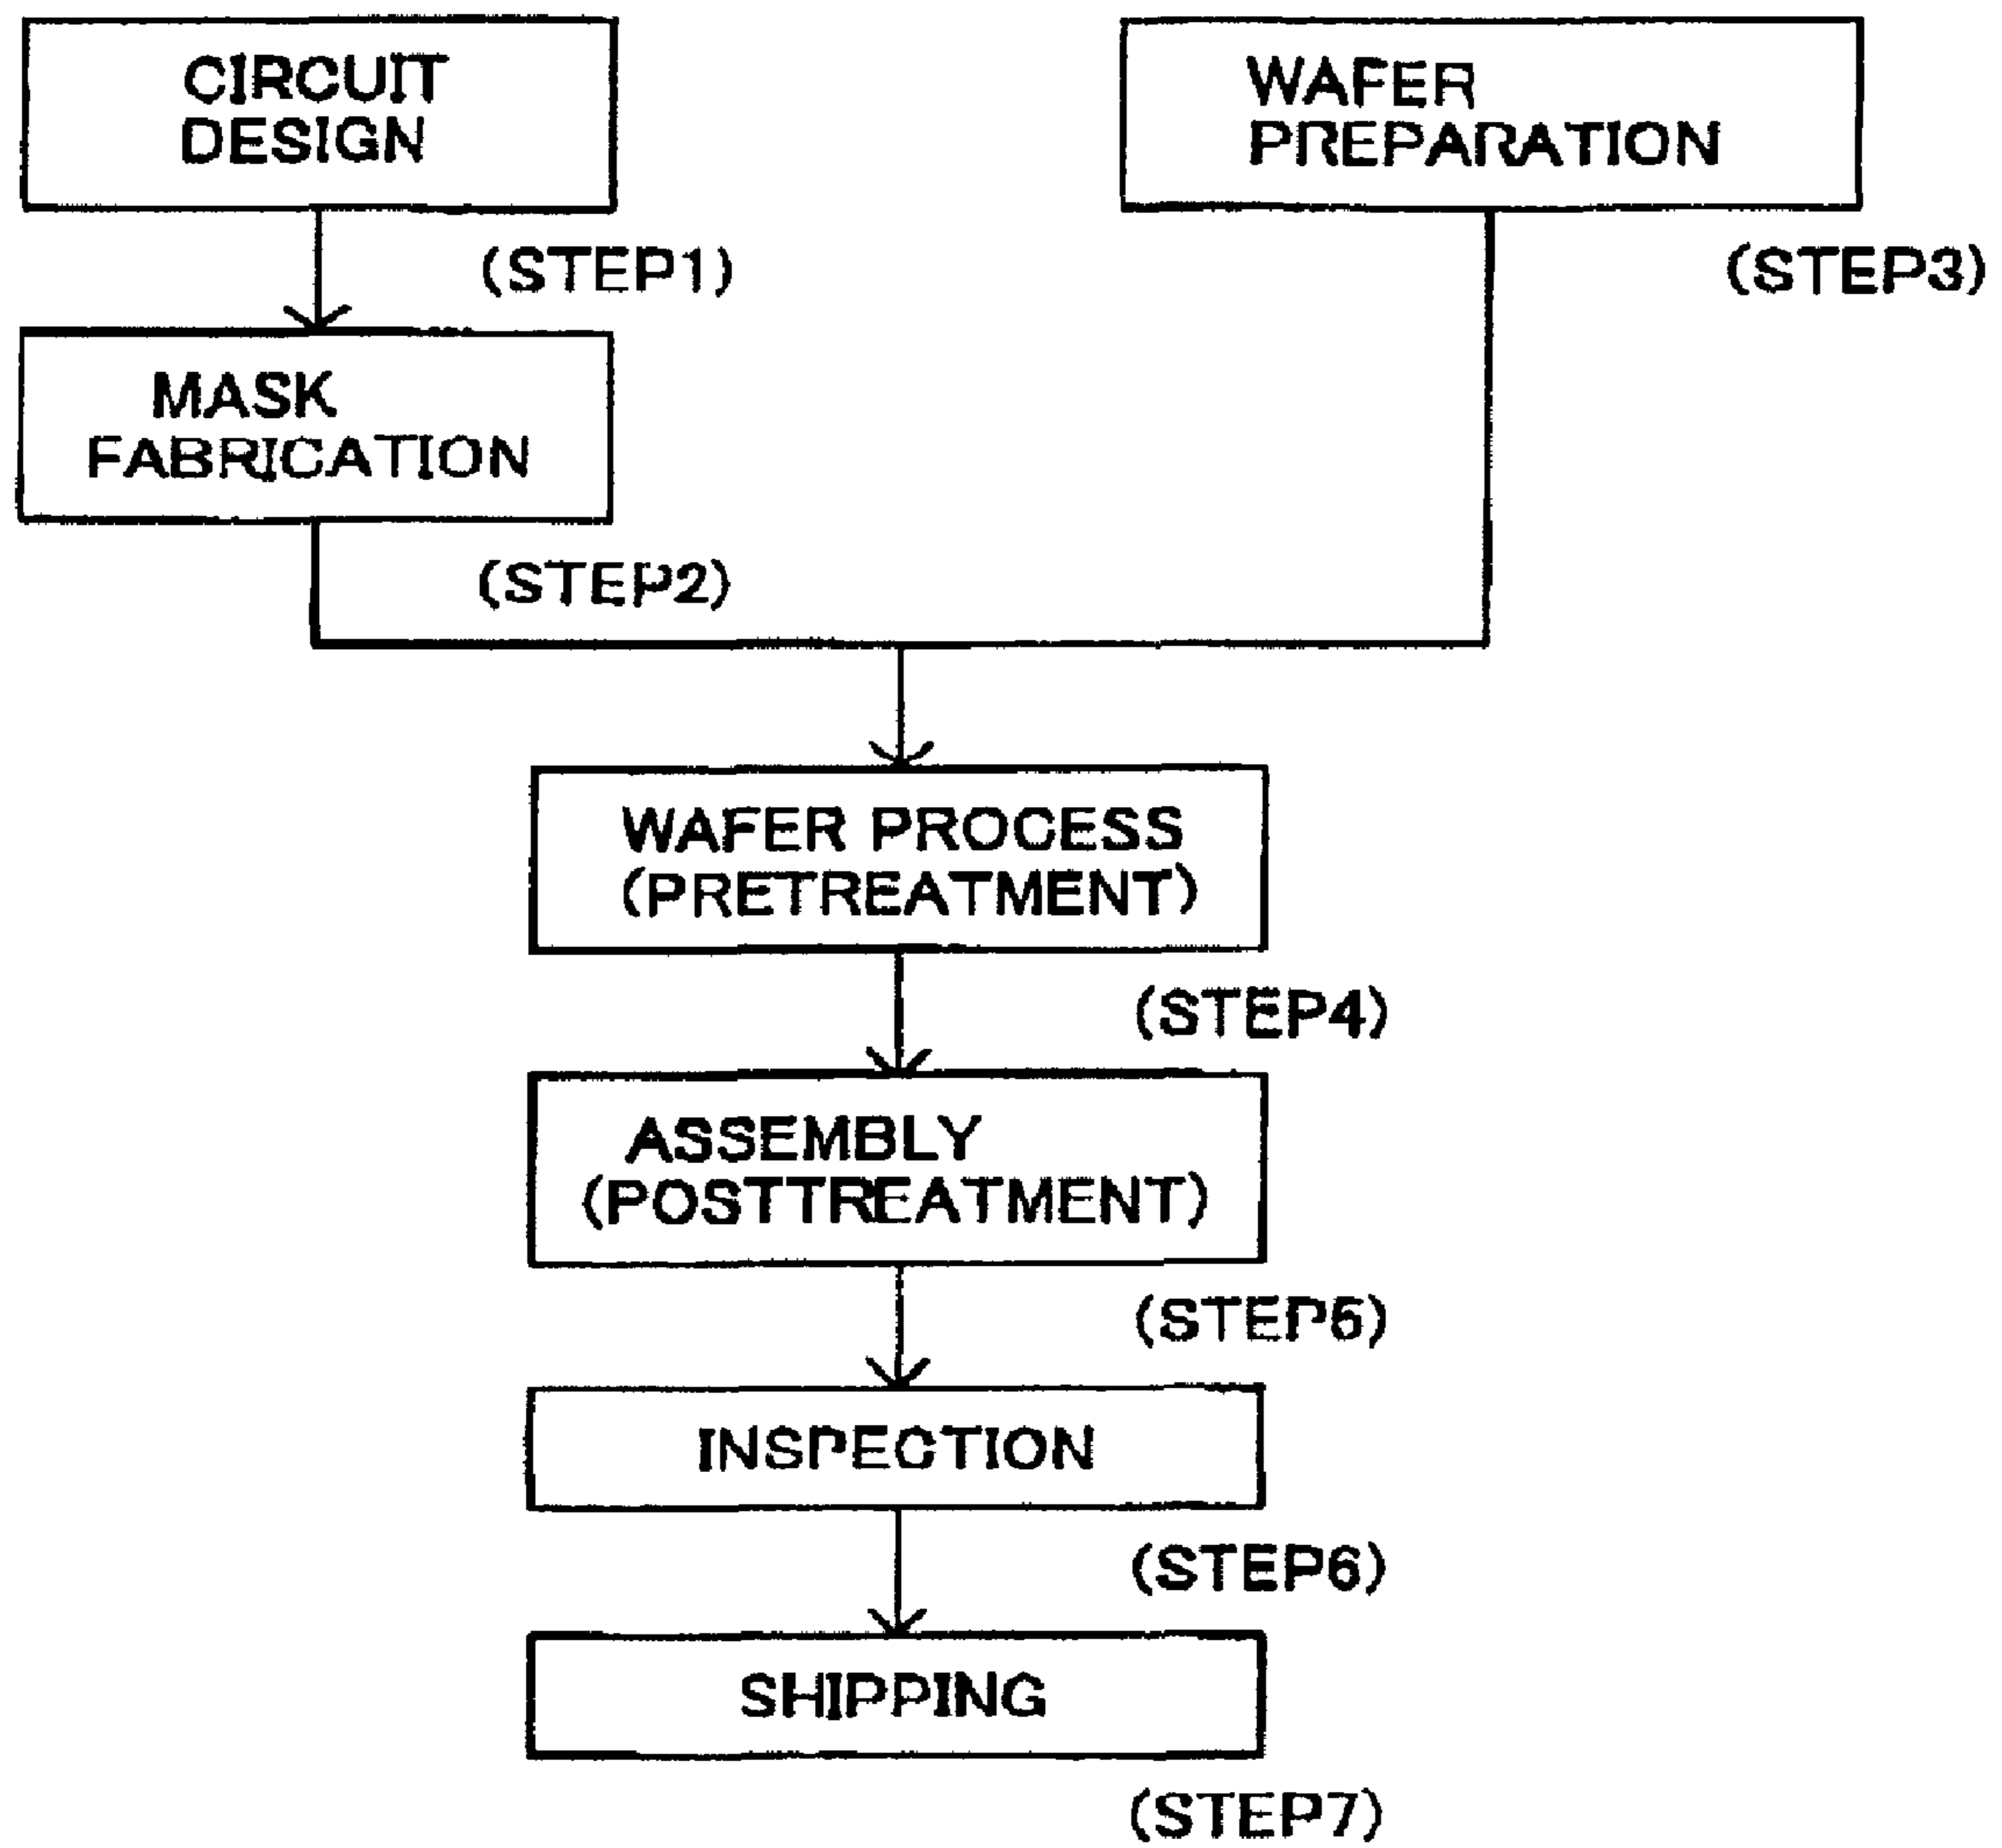 CIRCUIT
DESIGN
(STEP1)
MASK
FABRICATION
(STEP2)
WAFER
PREPARATION
(STEP3)
WAFER PROCESS
(PRETREATMENT)
(STEP4)
ASSEMBLY
(POSTTREATMENT)
(STEP6)
INSPECTION
(STEP6)
SHIPPING
(STEP7)